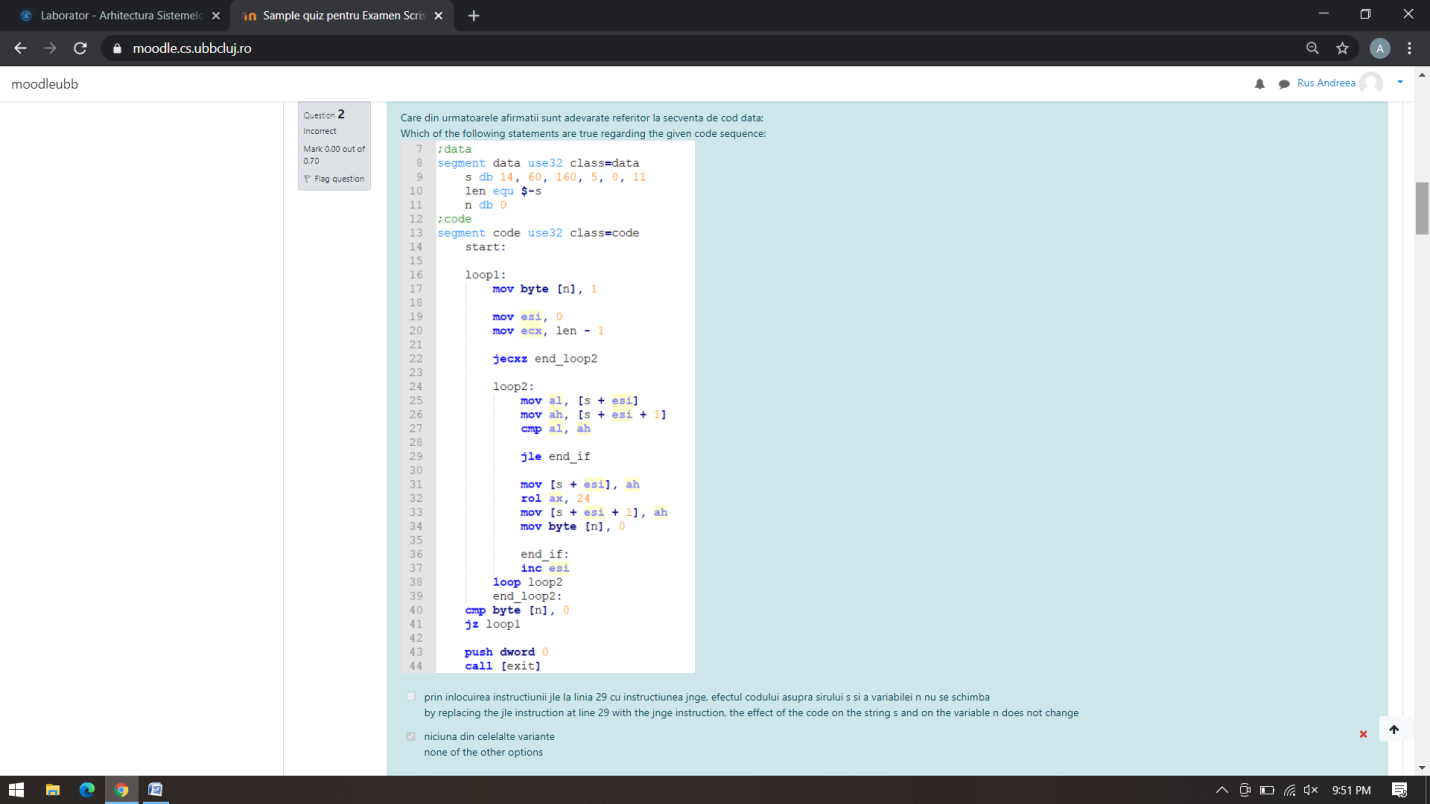 Laborator - Arhitectura Sistemelo
Sample quiz pentru Examen Scris
moodle.cs.ubbcluj.ro
A
moodleubb
Rus Andreea
Question 2
Incorrect
Mark 0.00 out of
0.70
Flag question
Care din urmatoarele afirmatii sunt adevarate referitor la secventa de cod data:
Which of the following statements are true regarding the given code sequence:
7 ;data
8 segment data use32 class=data
9 s db 14, 60, 160, 5, 0, 11
10 len equ $-s
11 n db 0
12 ;code
13 segment code use32 class=code
14 start:
15
16 loop1:
17 mov byte [n], 1
18
19 mov esi, 0
20 mov ecx, len - 1
21
22 jecxz end_loop2
23
24 loop2:
25 mov al, [s + esi]
26 mov ah, [s + esi + 1]
27 cmp al, ah
28
29 jle end_if
30
31 mov [s + esi], ah
32 rol ax, 24
33 mov [s + esi + 1], ah
34 mov byte [n], 0
35
36 end_if:
37 inc esi
38 loop loop2
39 end_loop2:
40 cmp byte [n], 0
41 jz loop1
42
43 push dword 0
44 call [exit]
prin inlocuirea instructiunii jle la linia 29 cu instructiunea jnge, efectul codului asupra sirului s si a variabilei n nu se schimba
by replacing the jle instruction at line 29 with the jnge instruction, the effect of the code on the string s and on the variable n does not change
niciuna din celelalte variante
none of the other options
9:51 PM